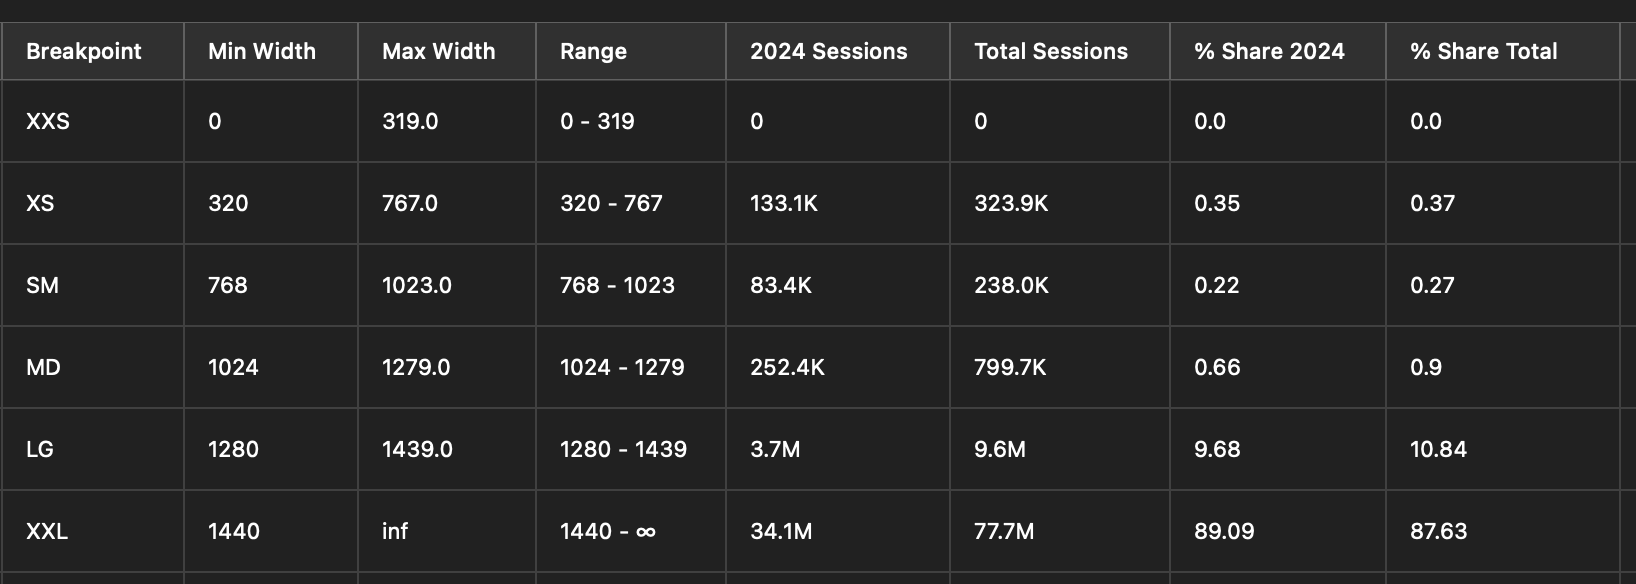 Breakpoint Min Width Max Width Range 2024 Sessions Total Sessions % Share 2024 % Share Total
XXS 0 319.0 0 - 319 0 0 0.0 0.0
XS 320 767.0 320 - 767 133.1K 323.9K 0.35 0.37
SM 768 1023.0 768 - 1023 83.4K 238.0K 0.22 0.27
MD 1024 1279.0 1024 - 1279 252.4K 799.7K 0.66 0.9
LG 1280 1439.0 1280 - 1439 3.7M 9.6M 9.68 10.84
XXL 1440 inf 1440 - ∞ 34.1M 77.7M 89.09 87.63